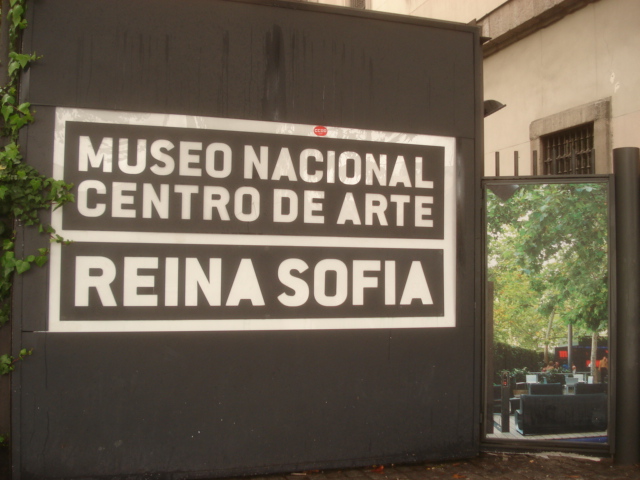 MUSEO NACIONAL
CENTRO DE ARTE
REINA SOFIA